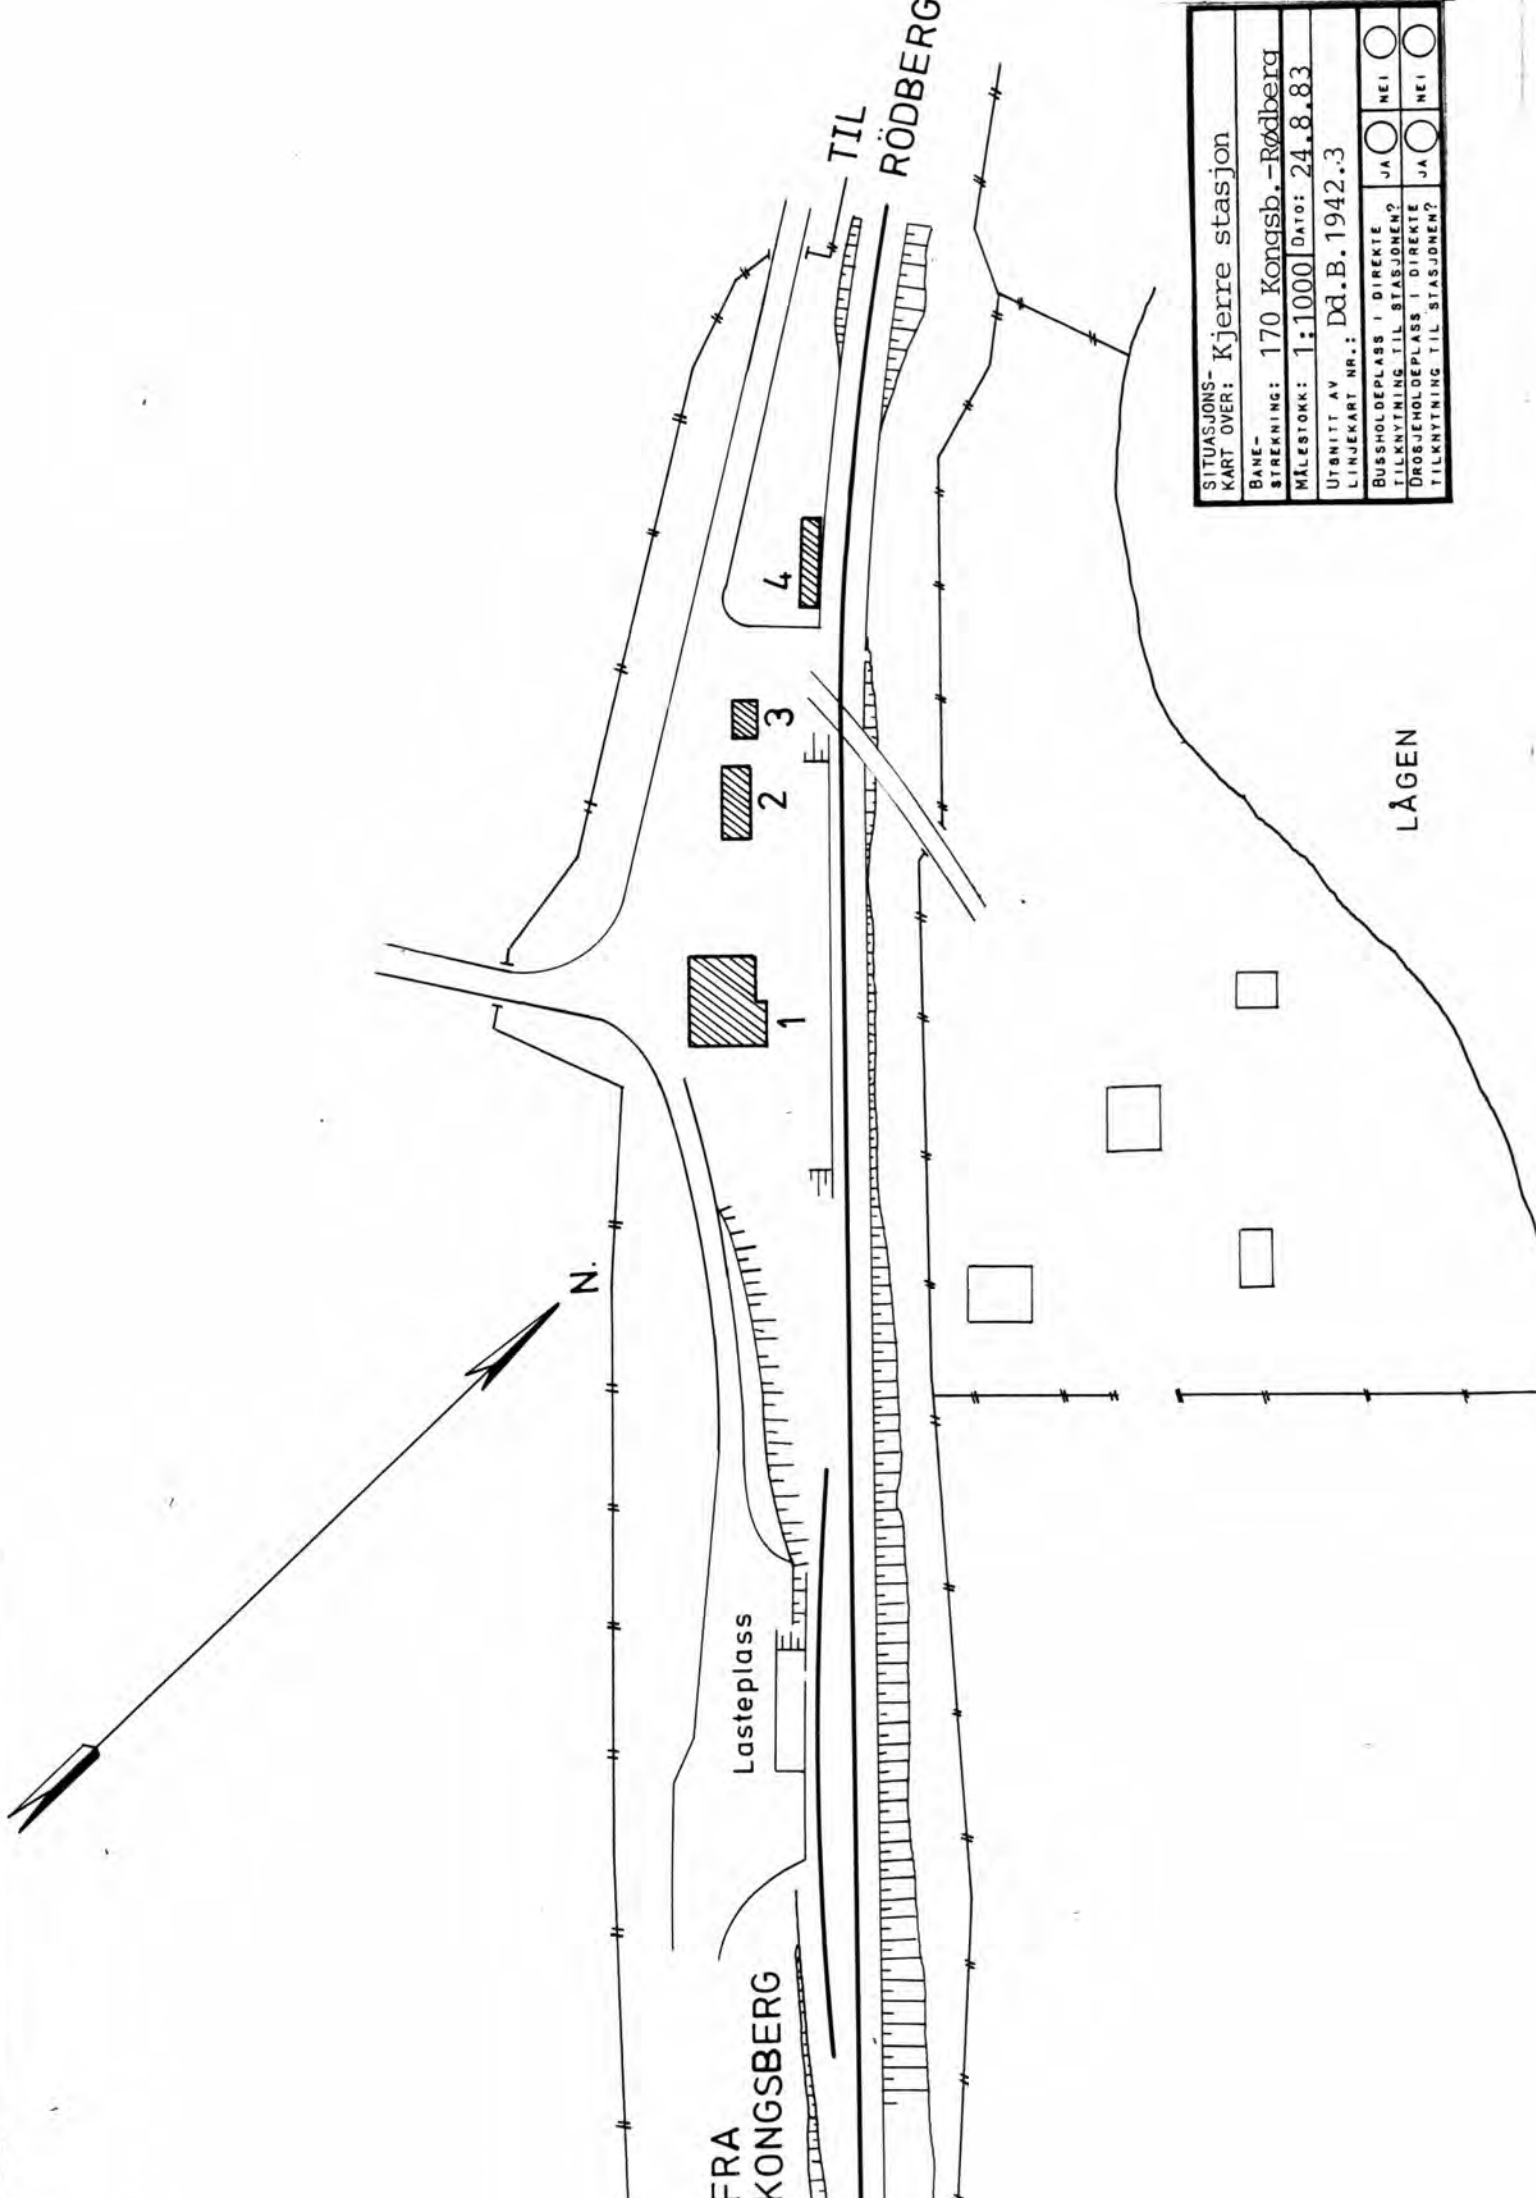 FRA
KONGSBERG
TIL
RÖDBERG
Lasteplass
N.
1
2
3
4
LÅGEN
SITUASJONS-
KART OVER: Kjerre stasjon
BANE-
STREKNING: 170 Kongsb.-Rødberg
MÅLESTOKK: 1:1000 DATO: 24.8.83
UTSNITT AV
LINJEKART NR.: Dd.B.1942.3
BUSSHOLDEPLASS I DIREKTE
TILKNYTNING TIL STASJONEN? JA NEI
DROSJEHOLDEPLASS I DIREKTE
TILKNYTNING TIL STASJONEN? JA NEI